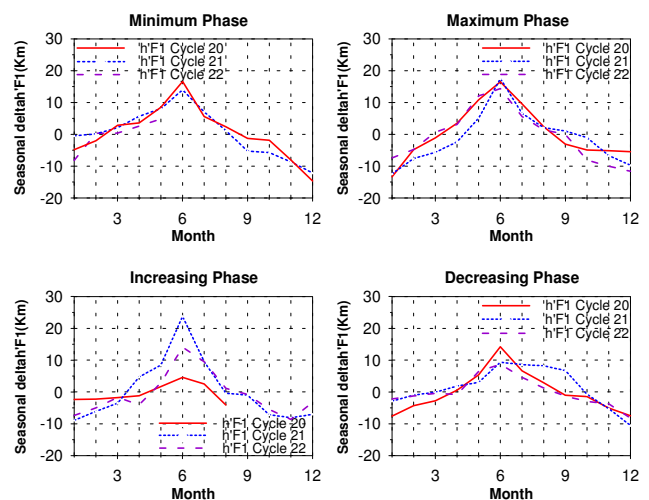 Minimum Phase
Seasonal deltah'F1(Km)
30
20
10
0
-10
-20
'h'F1 Cycle 20
h'F1 Cycle 21
h'F1 Cycle 22
3
6
9
12
Month
Maximum Phase
Seasonal deltah'F1(Km)
30
20
10
0
-10
-20
'h'F1 Cycle 20
h'F1 Cycle 21
h'F1 Cycle 22
3
6
9
12
Month
Increasing Phase
Seasonal deltah'F1(Km)
30
20
10
0
-10
-20
'h'F1 Cycle 20
h'F1 Cycle 21
h'F1 Cycle 22
3
6
9
12
Month
Decreasing Phase
Seasonal deltah'F1(Km)
30
20
10
0
-10
-20
'h'F1 Cycle 20
h'F1 Cycle 21
h'F1 Cycle 22
3
6
9
12
Month